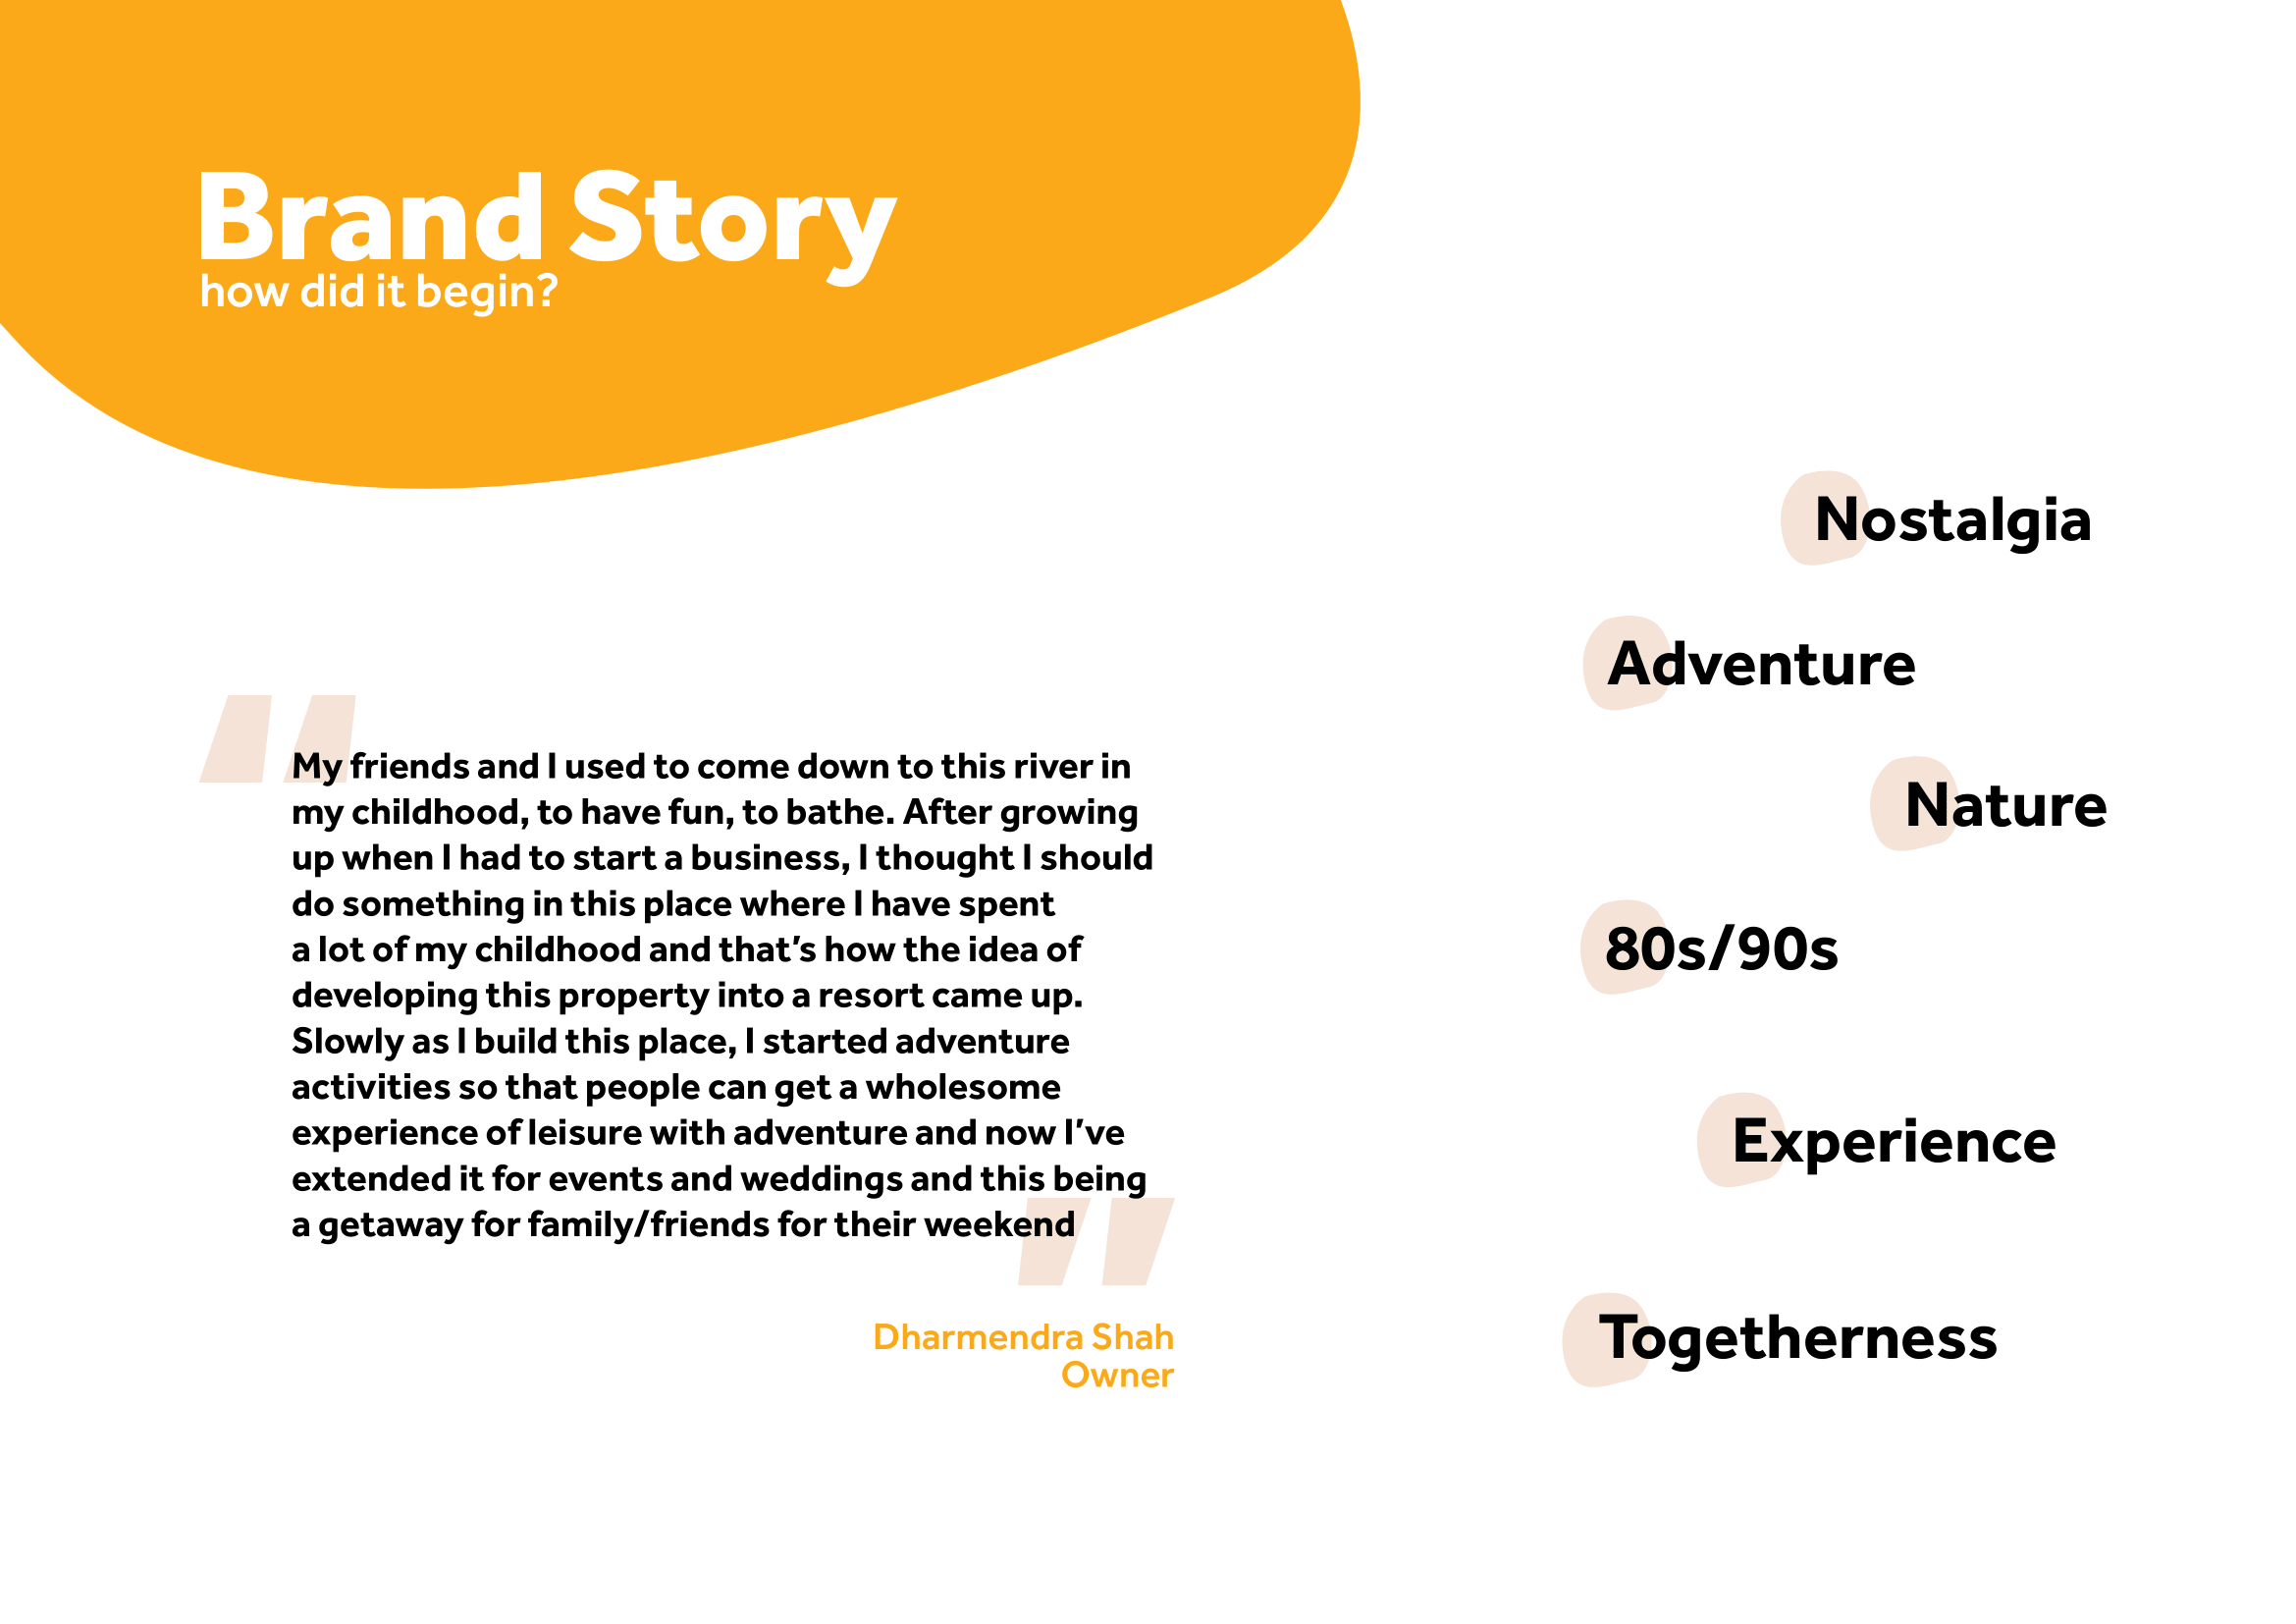 Brand Story
how did it begin?
My friends and I used to come down to this river in
my childhood, to have fun, to bathe. After growing
up when I had to start a business, I thought I should
do something in this place where I have spent
a lot of my childhood and that’s how the idea of
developing this property into a resort came up.
Slowly as I build this place, I started adventure
activities so that people can get a wholesome
experience of leisure with adventure and now I’ve
extended it for events and weddings and this being
a getaway for family/friends for their weekend
Dharmendra Shah
Owner
Nostalgia
Adventure
Nature
80s/90s
Experience
Togetherness